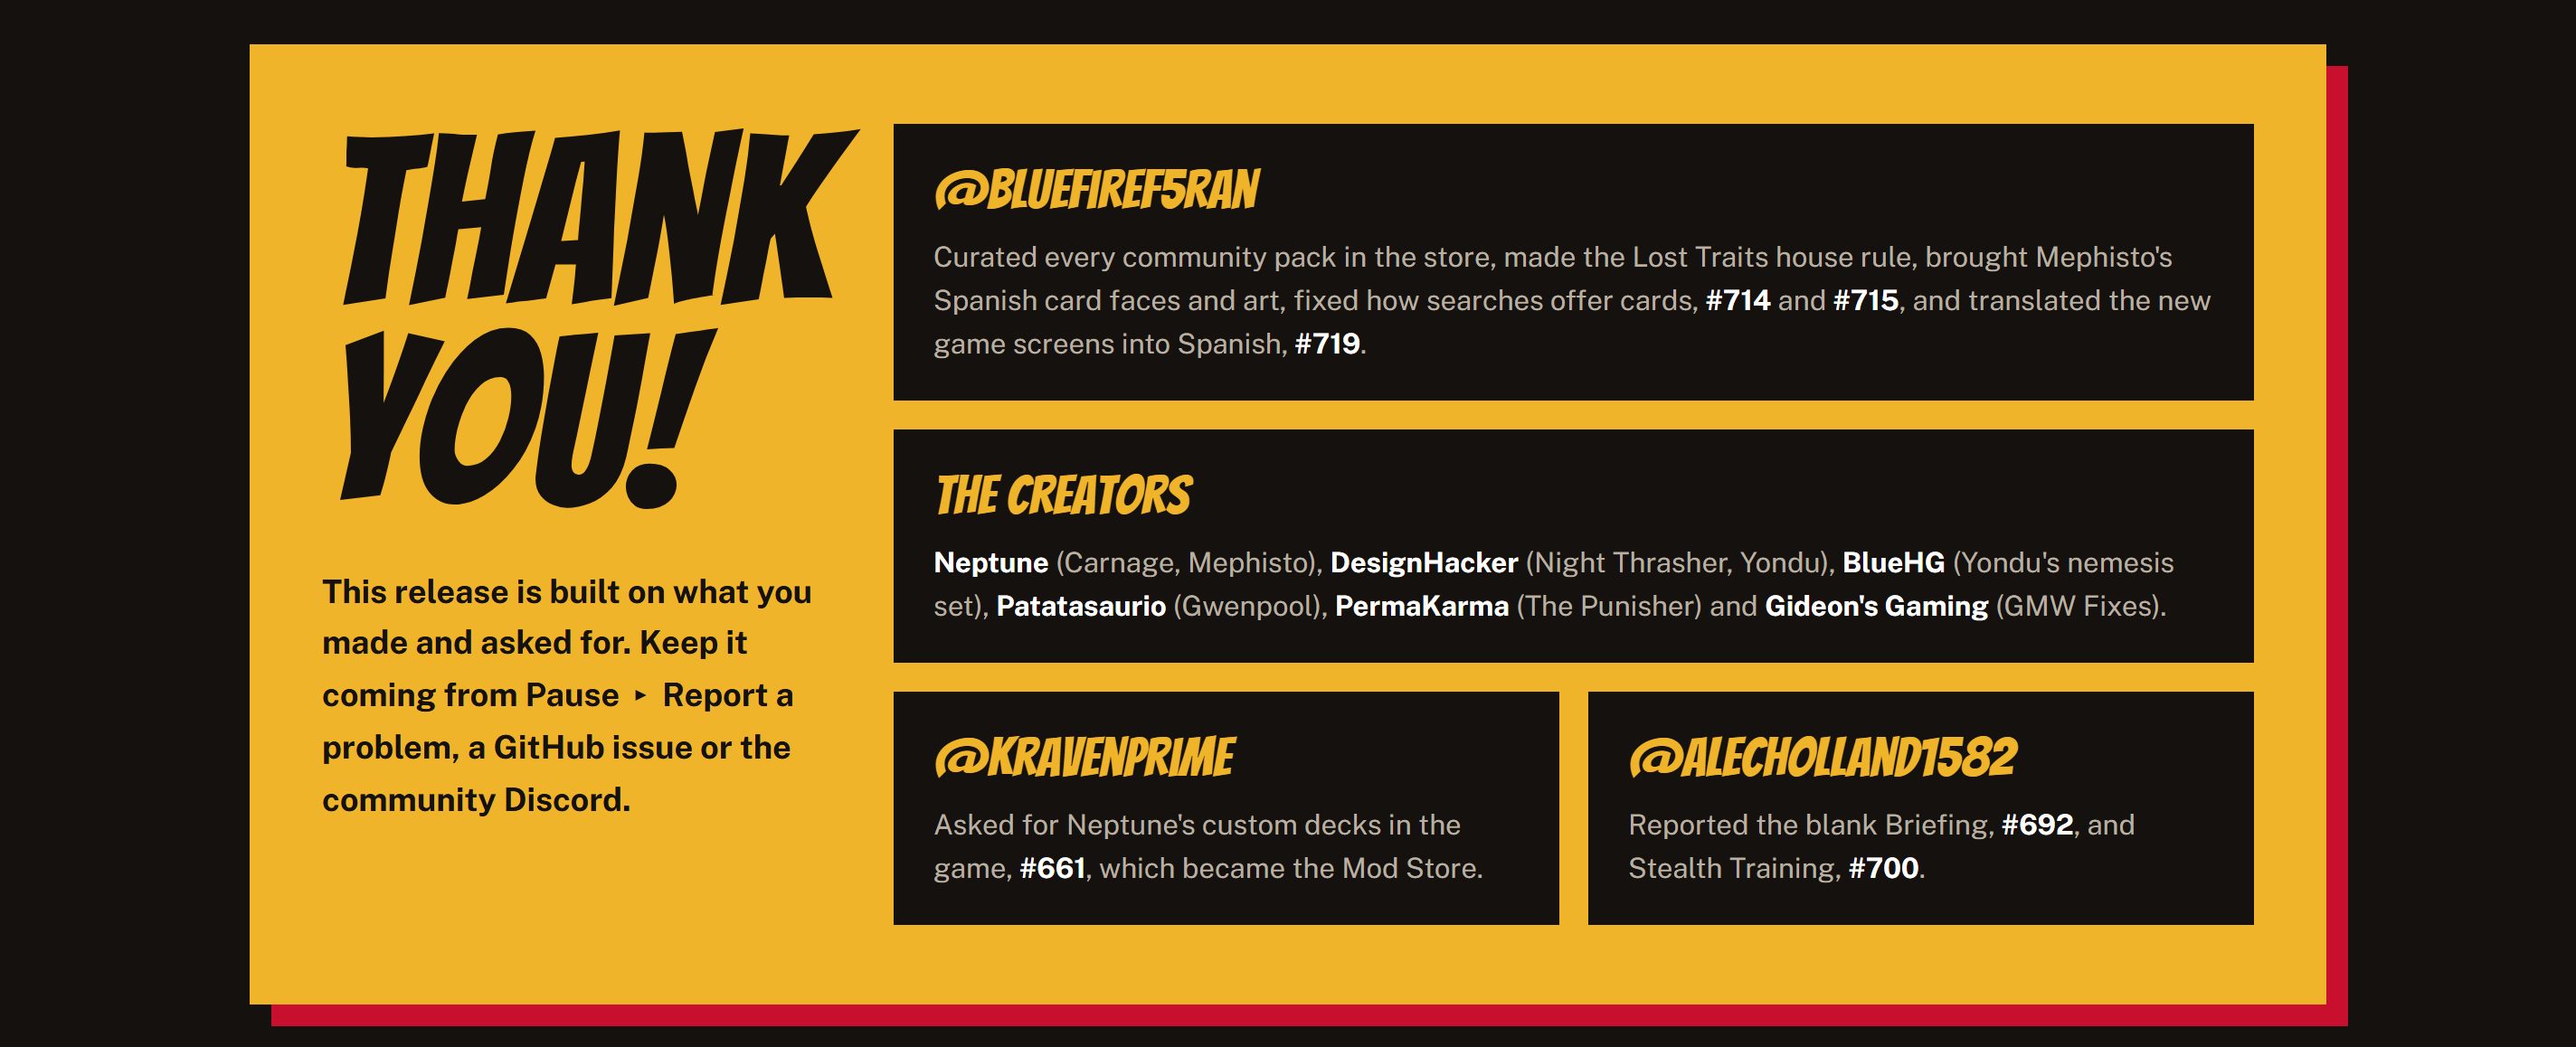 THANK
YOU!
This release is built on what you
made and asked for. Keep it
coming from Pause ▸ Report a
problem, a GitHub issue or the
community Discord.
@BLUEFIREF5RAN
Curated every community pack in the store, made the Lost Traits house rule, brought Mephisto's
Spanish card faces and art, fixed how searches offer cards, #714 and #715, and translated the new
game screens into Spanish, #719.
THE CREATORS
Neptune (Carnage, Mephisto), DesignHacker (Night Thrasher, Yondu), BlueHG (Yondu's nemesis
set), Patatasaurio (Gwenpool), PermaKarma (The Punisher) and Gideon's Gaming (GMW Fixes).
@KRAVENPRIME
Asked for Neptune's custom decks in the
game, #661, which became the Mod Store.
@ALECHOLLAND1582
Reported the blank Briefing, #692, and
Stealth Training, #700.